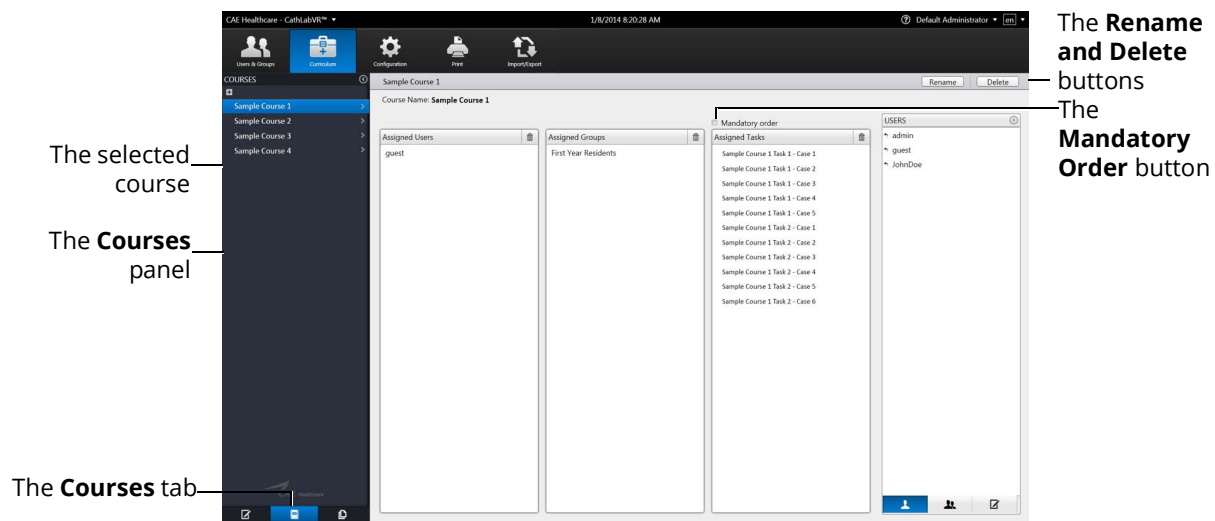 CAE Healthcare - CathLabVR™
1/8/2014 8:20:28 AM
Default Administrator
en
Users & Groups
Curriculum
Configuration
Print
Import/Export
COURSES
Sample Course 1
Sample Course 2
Sample Course 3
Sample Course 4
CAE Healthcare
Sample Course 1
Rename
Delete
Course Name: Sample Course 1
Mandatory order
Assigned Users
guest
Assigned Groups
First Year Residents
Assigned Tasks
Sample Course 1 Task 1 - Case 1
Sample Course 1 Task 1 - Case 2
Sample Course 1 Task 1 - Case 3
Sample Course 1 Task 1 - Case 4
Sample Course 1 Task 1 - Case 5
Sample Course 1 Task 2 - Case 1
Sample Course 1 Task 2 - Case 2
Sample Course 1 Task 2 - Case 3
Sample Course 1 Task 2 - Case 4
Sample Course 1 Task 2 - Case 5
Sample Course 1 Task 2 - Case 6
USERS
admin
guest
JohnDoe
The selected
course
The Courses
panel
The Courses tab
The Rename
and Delete
buttons
The
Mandatory
Order button